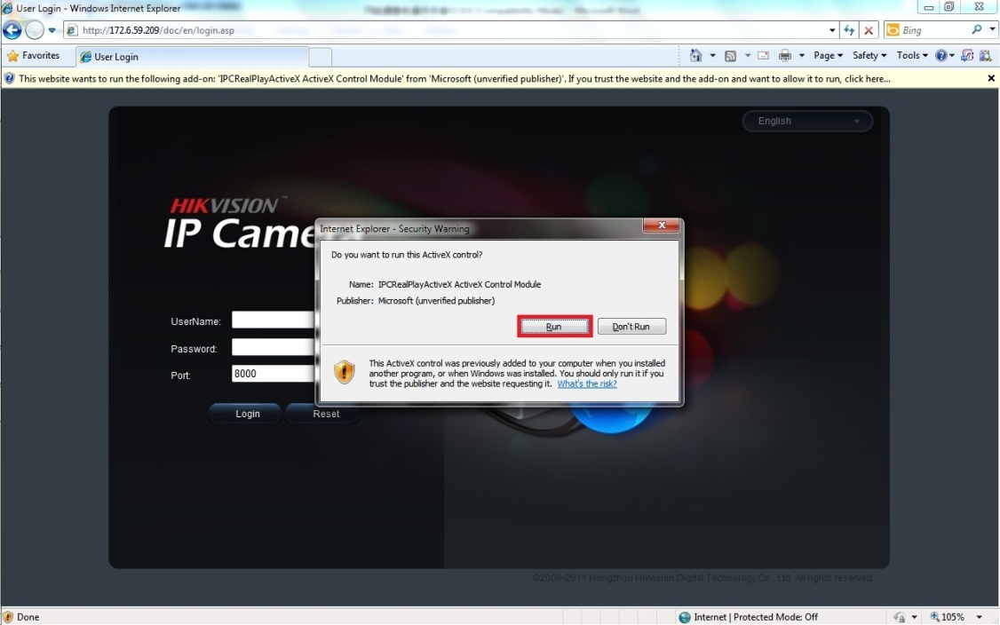 User Login - Windows Internet Explorer
http://172.6.59.209/doc/en/login.asp
Bing
Favorites
User Login
Page
Safety
Tools
This website wants to run the following add-on: 'IPCRealPlayActiveX ActiveX Control Module' from 'Microsoft (unverified publisher)'. If you trust the website and the add-on and want to allow it to run, click here...
English
HIKVISION™
IP Came
Internet Explorer - Security Warning
Do you want to run this ActiveX control?
Name: IPCRealPlayActiveX ActiveX Control Module
Publisher: Microsoft (unverified publisher)
Run
Don't Run
This ActiveX control was previously added to your computer when you installed
another program, or when Windows was installed. You should only run it if you
trust the publisher and the website requesting it. What's the risk?
UserName:
Password:
Port: 8000
Login
Reset
©2008-2011 Hangzhou Hikvision Digital Technology Co., Ltd. All rights reserved.
Done
Internet | Protected Mode: Off
105%